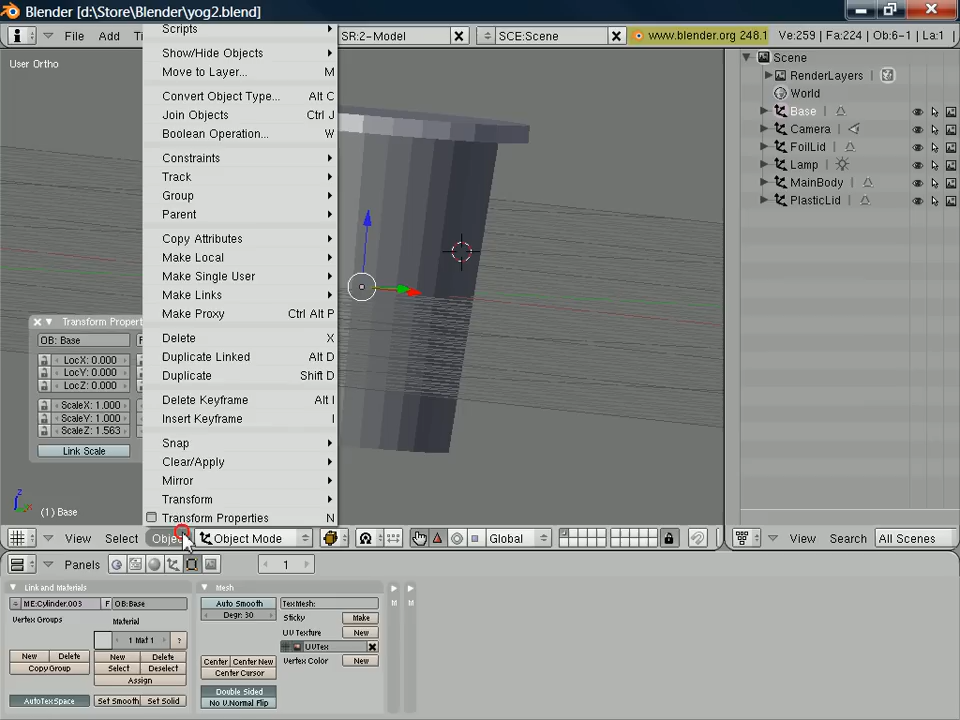 Blender [d:\Store\Blender\yog2.blend]
File Add Ti SR:2-Model SCE:Scene www.blender.org 248.1 Ve:259 | Fa:224 | Ob:6-1 | La:1
User Ortho
Scripts
Show/Hide Objects
Move to Layer... M
Convert Object Type... Alt C
Join Objects Ctrl J
Boolean Operation... W
Constraints
Track
Group
Parent
Copy Attributes
Make Local
Make Single User
Make Links
Make Proxy Ctrl Alt P
Delete X
Duplicate Linked Alt D
Duplicate Shift D
Delete Keyframe Alt I
Insert Keyframe I
Snap
Clear/Apply
Mirror
Transform
Transform Properties N
Scene
RenderLayers
World
Base
Camera
FoilLid
Lamp
MainBody
PlasticLid
Transform Propert
OB: Base
LocX: 0.000
LocY: 0.000
LocZ: 0.000
ScaleX: 1.000
ScaleY: 1.000
ScaleZ: 1.563
Link Scale
z
(1) Base
View Select Obje Object Mode Global
View Search All Scenes
Panels 1
Link and Materials
ME:Cylinder.003 F OB:Base
Vertex Groups
Material
1 Mat 1 ?
New Delete New Delete
Copy Group Select Deselect
Assign
AutoTexSpace Set Smooth Set Solid
Mesh
Auto Smooth TexMesh:
Degr: 30 Sticky Make
UV Texture New
UVTex
Center Center New Vertex Color New
Center Cursor
Double Sided
No V.Normal Flip
M M